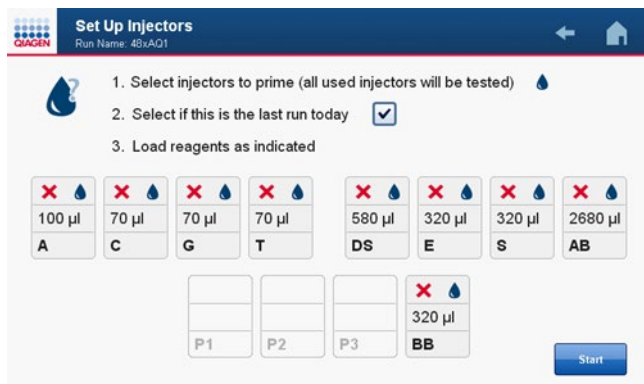 QIAGEN
Set Up Injectors
Run Name: 48xAQ1
1. Select injectors to prime (all used injectors will be tested)
2. Select if this is the last run today
3. Load reagents as indicated
100 µl 70 µl 70 µl 70 µl 580 µl 320 µl 320 µl 2680 µl
A C G T DS E S AB
320 µl
P1 P2 P3 BB
Start